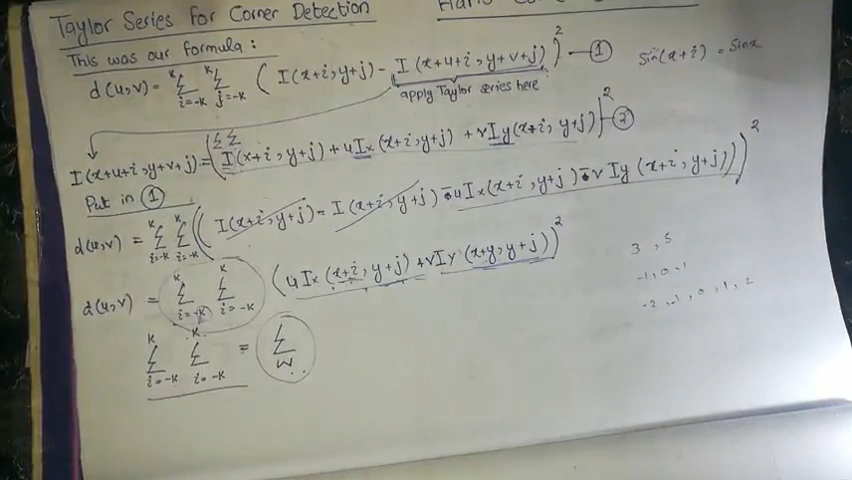 Taylor Series for Corner Detection
This was our formula:
d(u,v) = Σ_{i=-k}^{k} Σ_{j=-k}^{k} ( I(x+i, y+j) - I(x+u+i, y+v+j) )² — ①
sin(x+i) = sinx
apply Taylor series here
I(x+u+i, y+v+j) = ( ΣΣ I(x+i, y+j) + uIx(x+i, y+j) + vIy(x+i, y+j) )² — ②
Put in ①
d(u,v) = Σ_{i=-k}^{k} Σ_{i=-k}^{k} ( ( I(x+i, y+j) - I(x+i, y+j) - uIx(x+i, y+j) - vIy(x+i, y+j) ) )²
d(u,v) = Σ_{i=-k}^{k} Σ_{i=-k}^{k} ( uIx(x+i, y+j) + vIy(x+y, y+j) )²
3, 5
-1, 0, 1
-2, -1, 0, 1, 2
Σ_{i=-k}^{k} Σ_{i=-k}^{k} = Σ_{w}